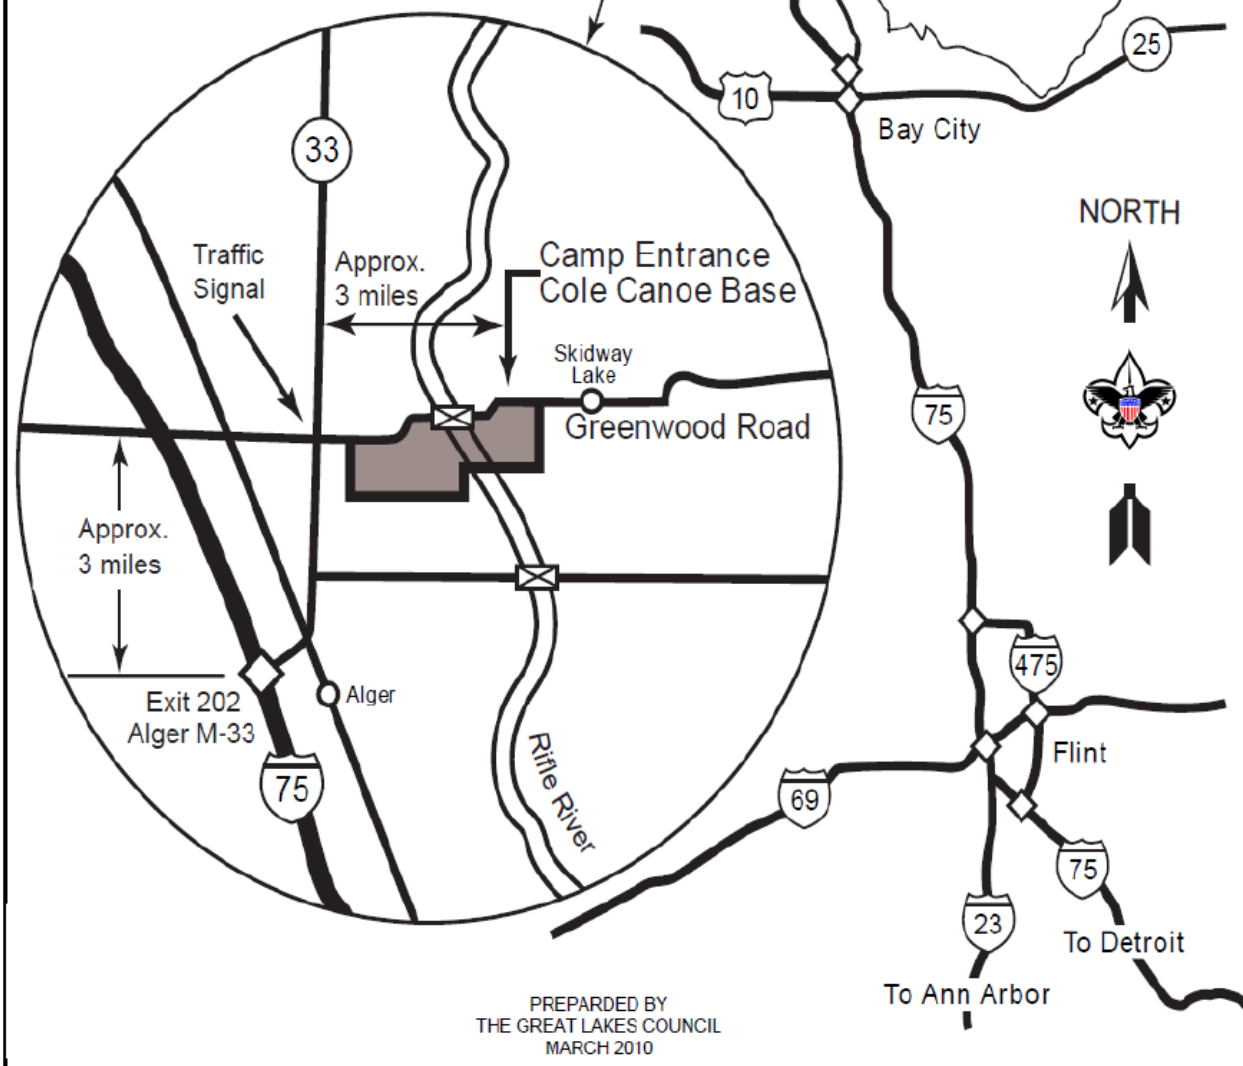 25
10
Bay City
33
NORTH
Traffic
Signal
Approx.
3 miles
Camp Entrance
Cole Canoe Base
Skidway
Lake
75
Greenwood Road
Approx.
3 miles
475
Exit 202
Alger M-33
Alger
Flint
75
Rifle River
69
75
23
To Detroit
To Ann Arbor
PREPARDED BY
THE GREAT LAKES COUNCIL
MARCH 2010